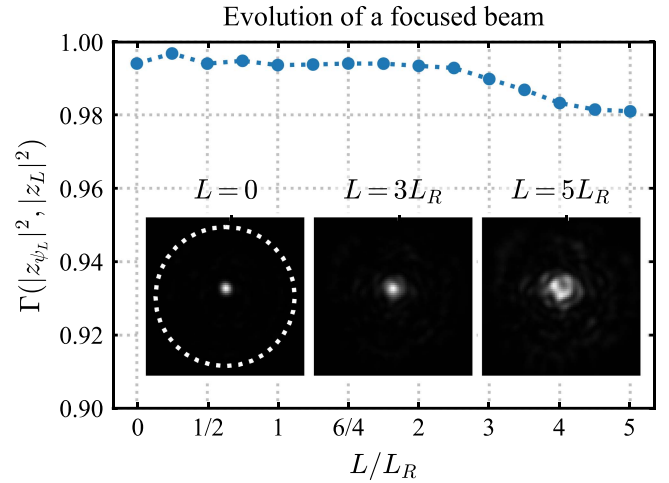 Evolution of a focused beam
Γ(|z_{ψ_L}|², |z_L|²)
1.00
0.98
0.96
0.94
0.92
0.90
L = 0
L = 3L_R
L = 5L_R
0 1/2 1 6/4 2 3 4 5
L/L_R